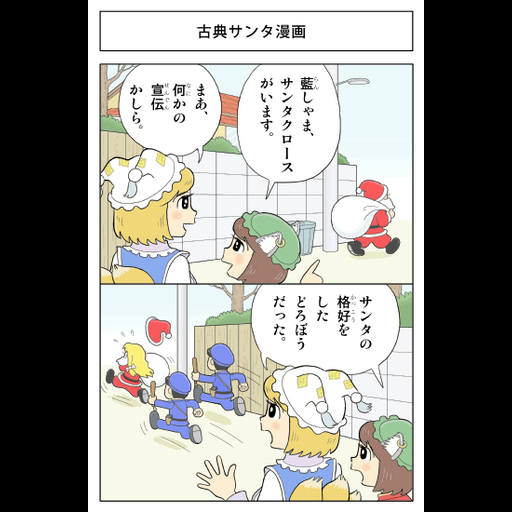 古典サンタ漫画
藍しゃま、
サンタクロース
がいます。
まあ、
何かの
宣伝
かしら。
サンタの
格好を
した
どろぼう
だった。